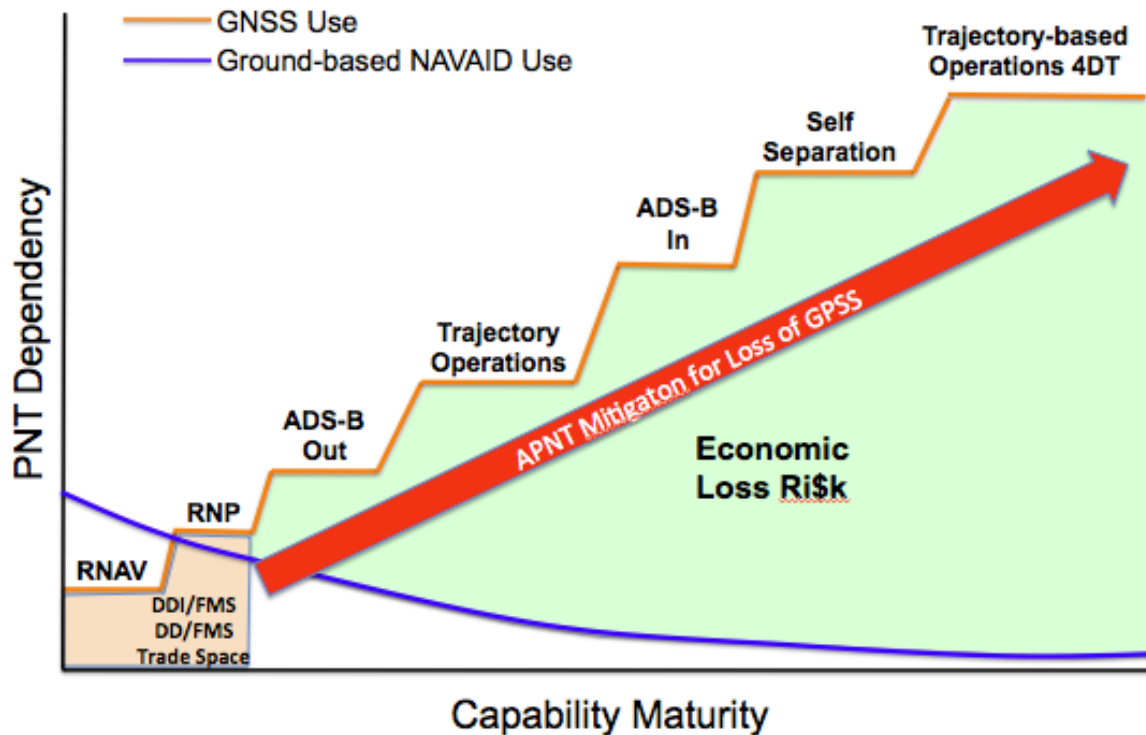 GNSS Use
Ground-based NAVAID Use
Trajectory-based
Operations 4DT
Self
Separation
ADS-B
In
Trajectory
Operations
ADS-B
Out
RNP
RNAV
DDI/FMS
DD/FMS
Trade Space
APNT Mitigaton for Loss of GPSS
Economic
Loss Ri$k
PNT Dependency
Capability Maturity